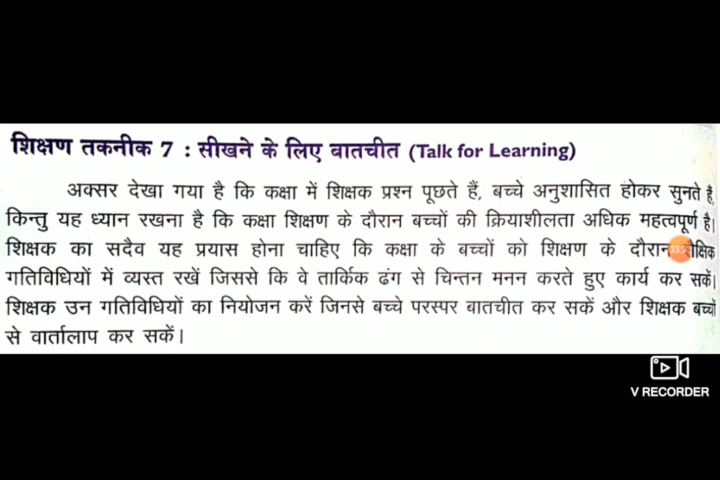 शिक्षण तकनीक 7 : सीखने के लिए बातचीत (Talk for Learning)
अक्सर देखा गया है कि कक्षा में शिक्षक प्रश्न पूछते हैं, बच्चे अनुशासित होकर सुनते हैं,
किन्तु यह ध्यान रखना है कि कक्षा शिक्षण के दौरान बच्चों की क्रियाशीलता अधिक महत्वपूर्ण है।
शिक्षक का सदैव यह प्रयास होना चाहिए कि कक्षा के बच्चों को शिक्षण के दौरान
गतिविधियों में व्यस्त रखें जिससे कि वे तार्किक ढंग से चिन्तन मनन करते हुए कार्य कर सकें।
शिक्षक उन गतिविधियों का नियोजन करें जिनसे बच्चे परस्पर बातचीत कर सकें और शिक्षक बच्चों
से वार्तालाप कर सकें।
V RECORDER